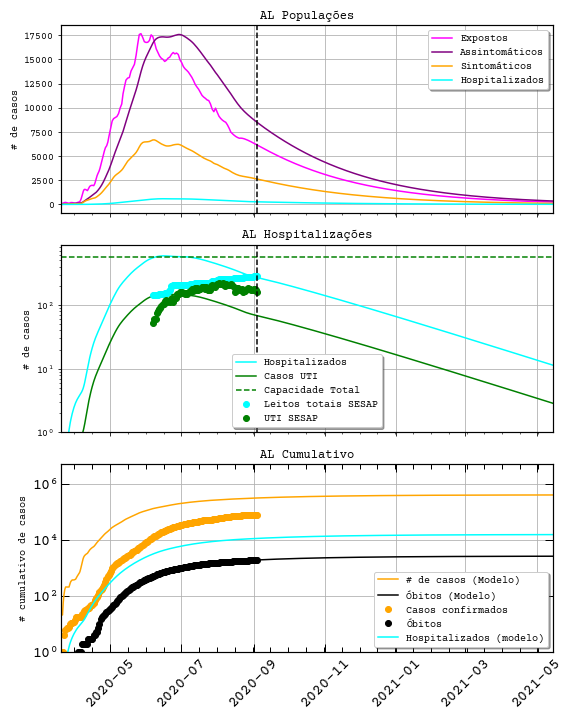 AL Populações
17500
15000
12500
10000
7500
5000
2500
0
# de casos
Expostos
Assintomáticos
Sintomáticos
Hospitalizados
AL Hospitalizações
10²
10¹
10⁰
# de casos
Hospitalizados
Casos UTI
Capacidade Total
Leitos totais SESAP
UTI SESAP
AL Cumulativo
10⁶
10⁴
10²
10⁰
# cumulativo de casos
# de casos (Modelo)
Óbitos (Modelo)
Casos confirmados
Óbitos
Hospitalizados (modelo)
2020-05
2020-07
2020-09
2020-11
2021-01
2021-03
2021-05